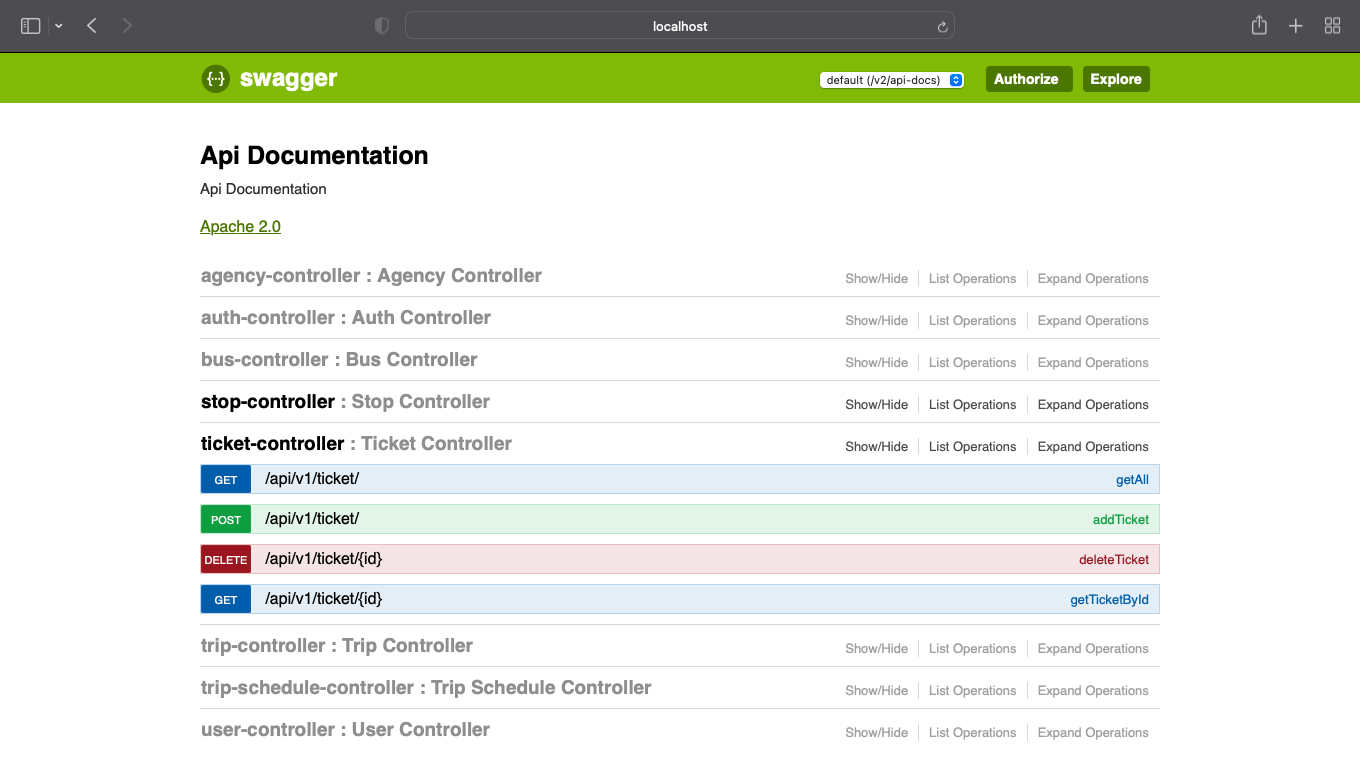 localhost
{···} swagger default (/v2/api-docs) Authorize Explore
Api Documentation
Api Documentation
Apache 2.0
agency-controller : Agency Controller Show/Hide List Operations Expand Operations
auth-controller : Auth Controller Show/Hide List Operations Expand Operations
bus-controller : Bus Controller Show/Hide List Operations Expand Operations
stop-controller : Stop Controller Show/Hide List Operations Expand Operations
ticket-controller : Ticket Controller Show/Hide List Operations Expand Operations
GET /api/v1/ticket/ getAll
POST /api/v1/ticket/ addTicket
DELETE /api/v1/ticket/{id} deleteTicket
GET /api/v1/ticket/{id} getTicketById
trip-controller : Trip Controller Show/Hide List Operations Expand Operations
trip-schedule-controller : Trip Schedule Controller Show/Hide List Operations Expand Operations
user-controller : User Controller Show/Hide List Operations Expand Operations